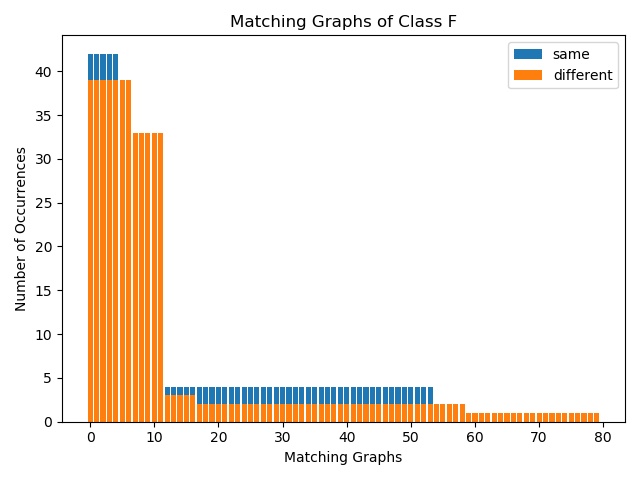 Matching Graphs of Class F
same
different
Number of Occurrences
40
35
30
25
20
15
10
5
0
0 10 20 30 40 50 60 70 80
Matching Graphs